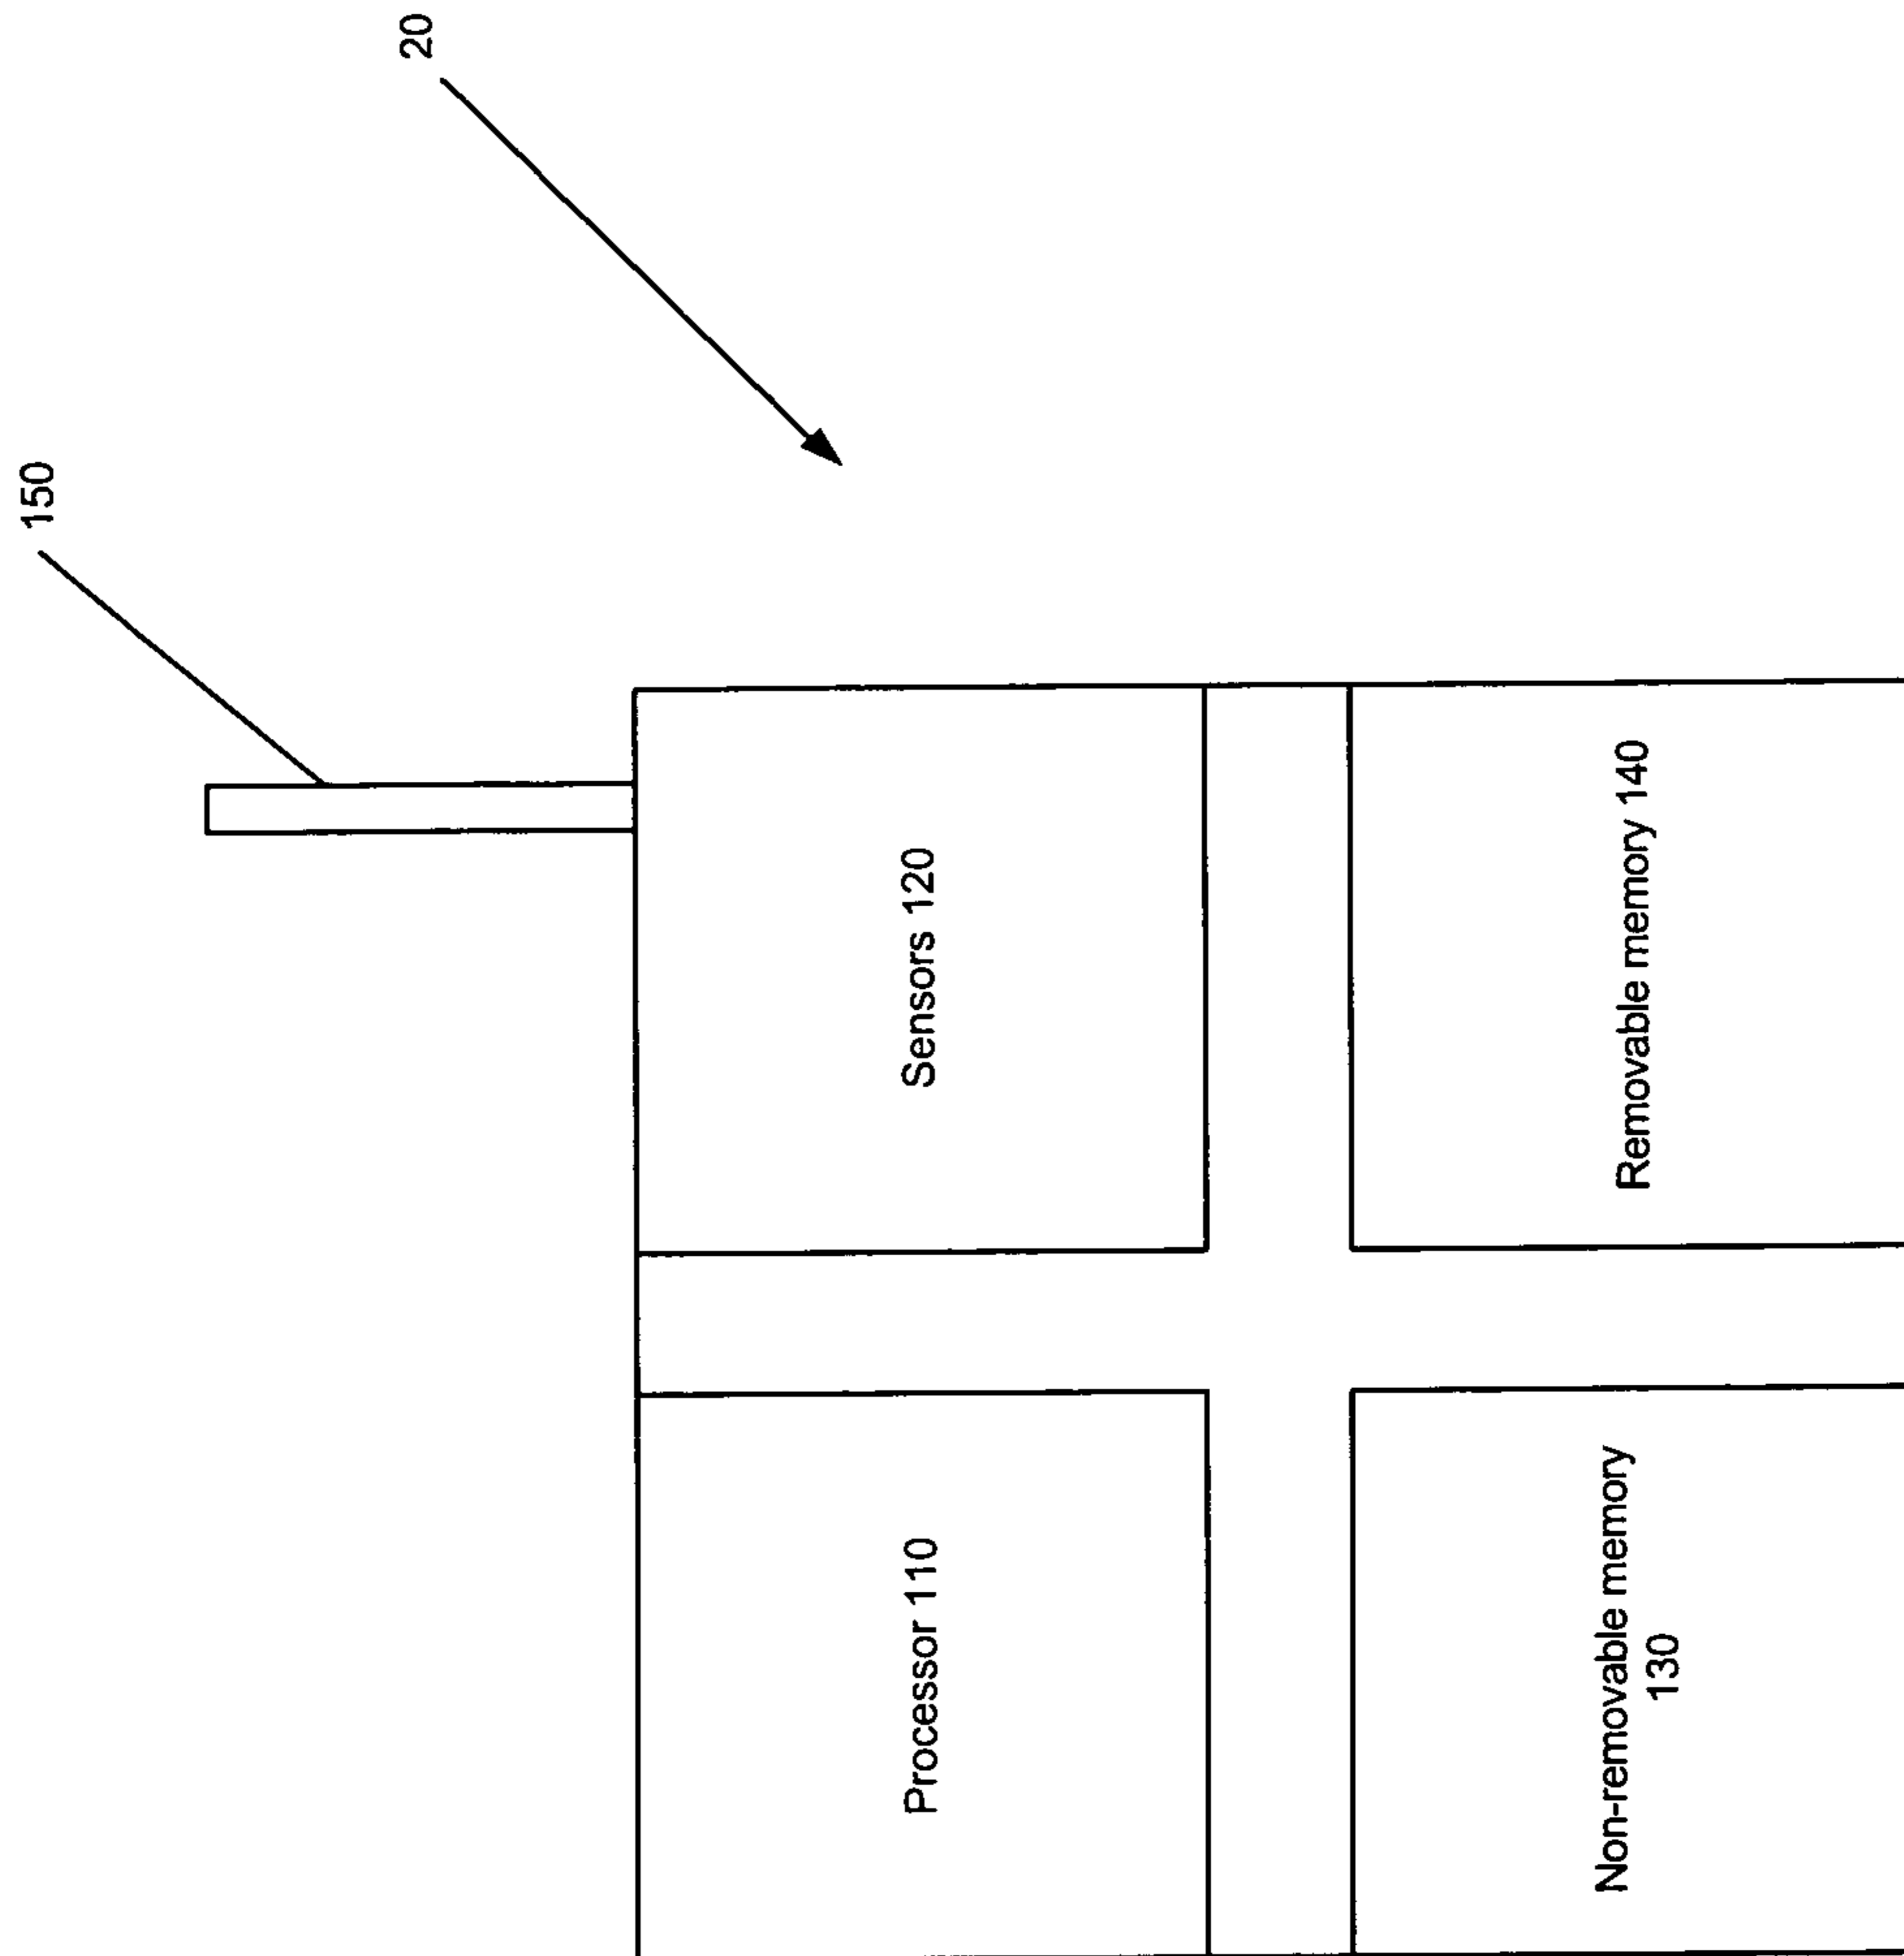 20
150
Sensors 120
Removable memory 140
Processor 110
Non-removable memory
130